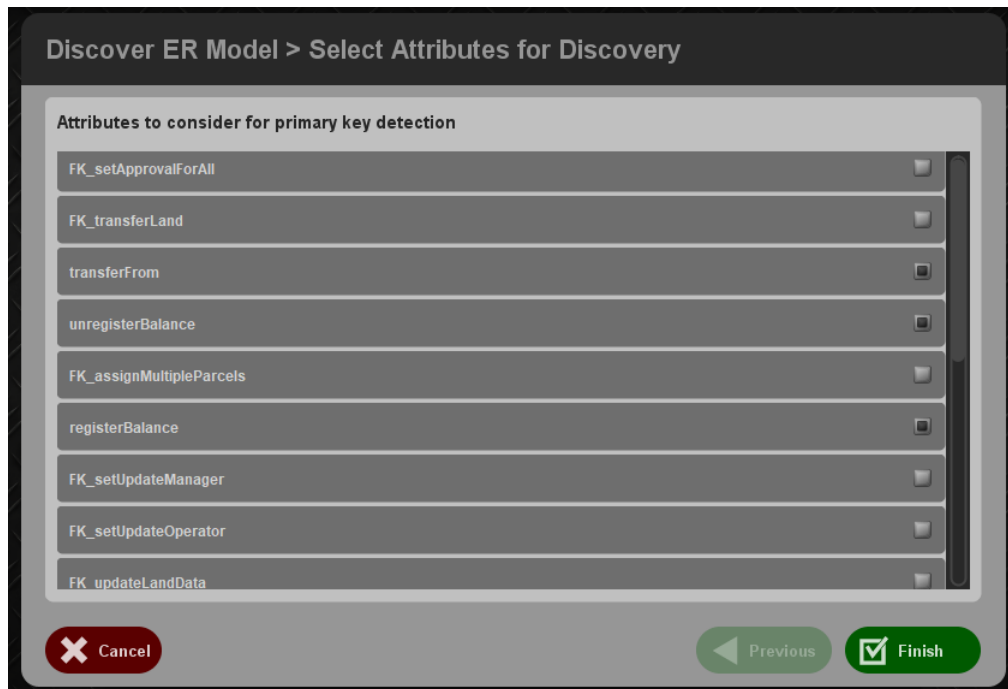 Discover ER Model > Select Attributes for Discovery
Attributes to consider for primary key detection
FK_setApprovalForAll
FK_transferLand
transferFrom
unregisterBalance
FK_assignMultipleParcels
registerBalance
FK_setUpdateManager
FK_setUpdateOperator
FK_updateLandData
Cancel
Previous
Finish